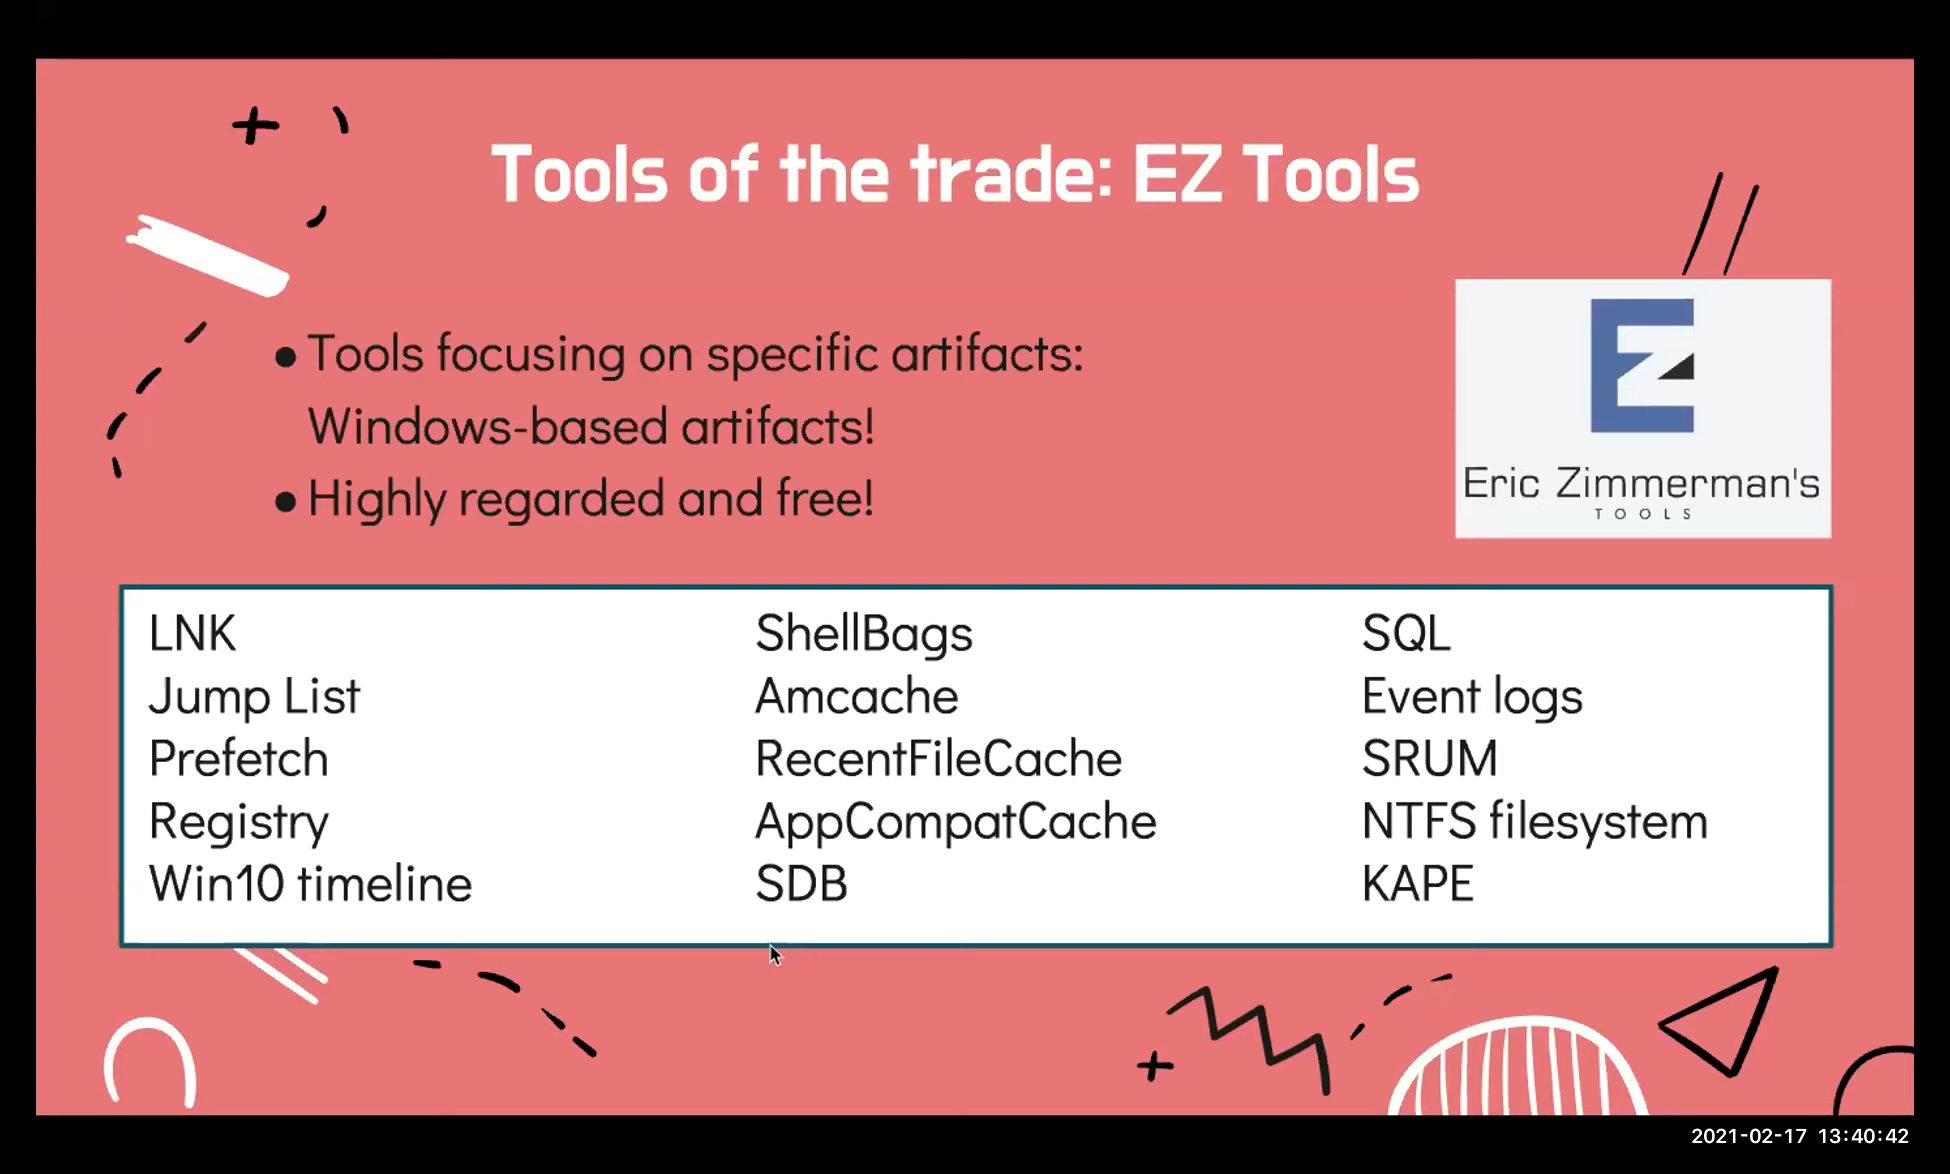 Tools of the trade: EZ Tools
● Tools focusing on specific artifacts:
Windows-based artifacts!
● Highly regarded and free!
EZ
Eric Zimmerman's
TOOLS
LNK
Jump List
Prefetch
Registry
Win10 timeline
ShellBags
Amcache
RecentFileCache
AppCompatCache
SDB
SQL
Event logs
SRUM
NTFS filesystem
KAPE
2021-02-17 13:40:42